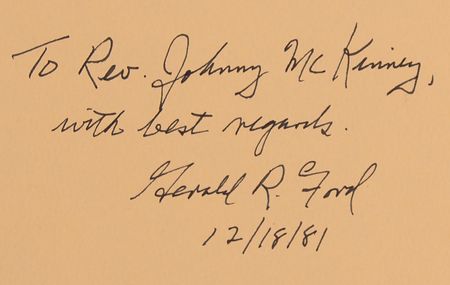 To Rev. Johnny McKinney,
with best regards.
Gerald R. Ford
12/18/81